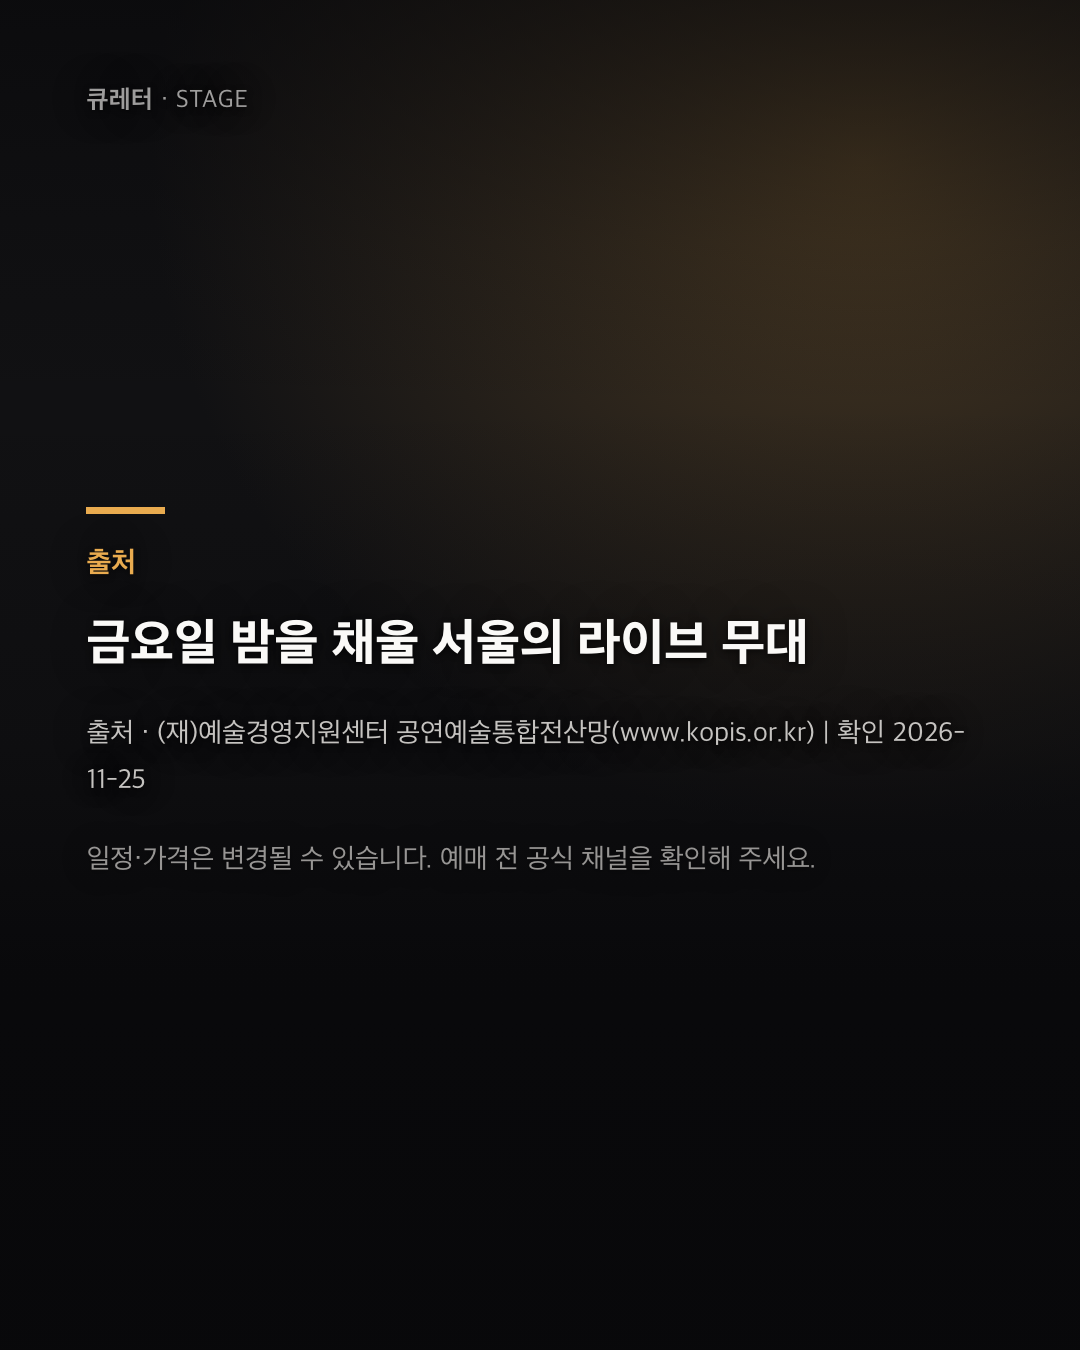 큐레터 · STAGE
출처
금요일 밤을 채울 서울의 라이브 무대
출처 · (재)예술경영지원센터 공연예술통합전산망(www.kopis.or.kr) | 확인 2026-
11-25
일정·가격은 변경될 수 있습니다. 예매 전 공식 채널을 확인해 주세요.